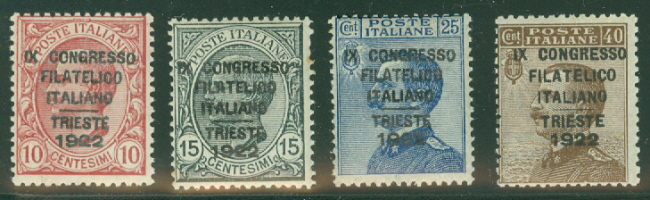 POSTE ITALIANE
IX CONGRESSO
FILATELICO
ITALIANO
TRIESTE
1922
10 CENTESIMI 10
POSTE ITALIANE
IX CONGRESSO
FILATELICO
ITALIANO
TRIESTE
1922
15 CENTESIMI 15
Cent POSTE ITALIANE 25
IX CONGRESSO
FILATELICO
ITALIANO
TRIESTE
1922
Cent POSTE ITALIANE 40
IX CONGRESSO
FILATELICO
ITALIANO
TRIESTE
1922